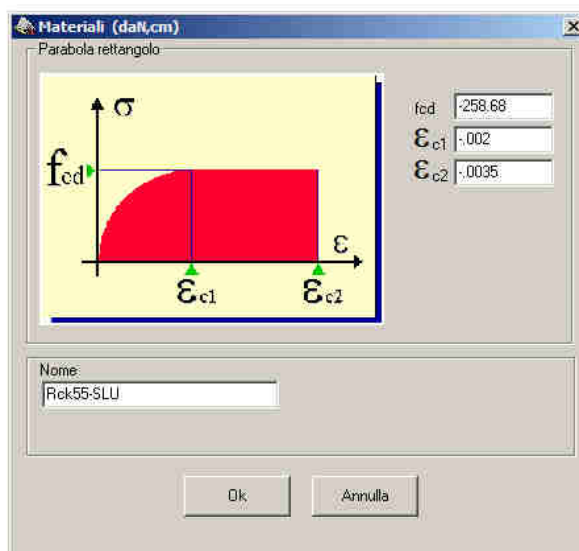 Materiali (daN,cm)
Parabola rettangolo
σ
fcd
ε
εc1
εc2
fcd -258.68
εc1 -.002
εc2 -.0035
Nome
Rck55-SLU
Ok
Annulla